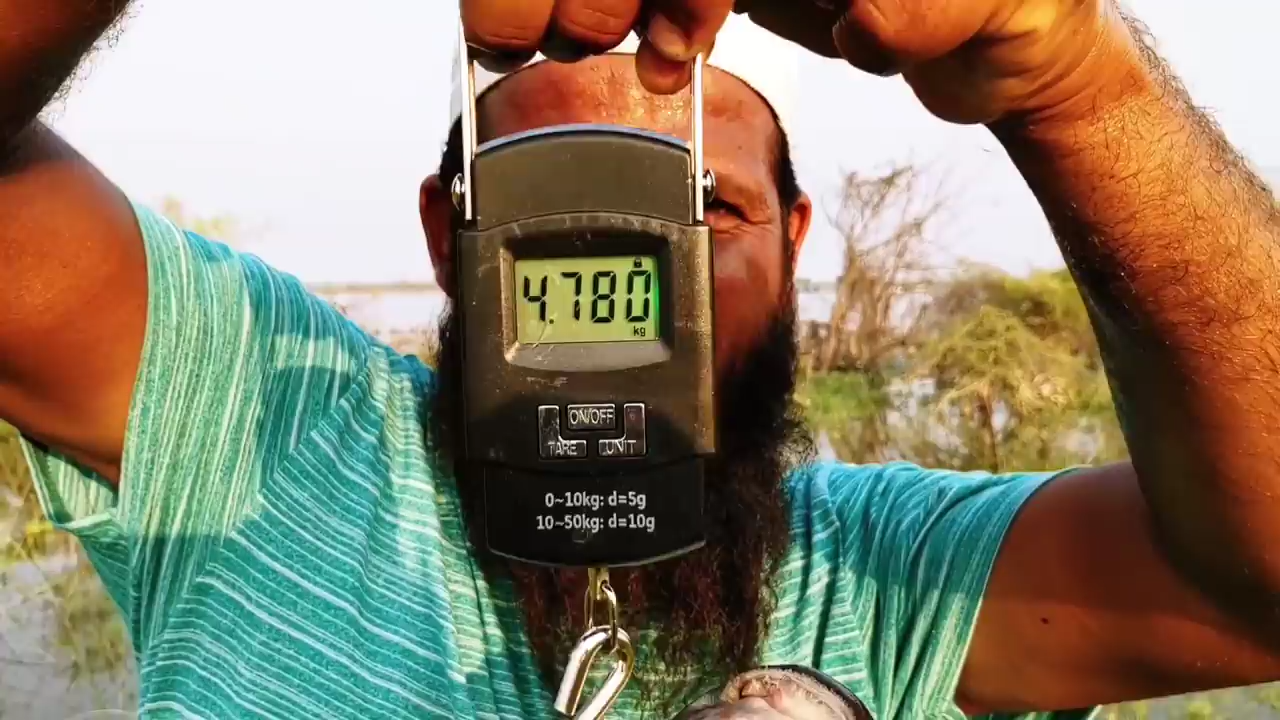 4.780
kg
ON/OFF
TARE UNIT
0~10kg: d=5g
10~50kg: d=10g